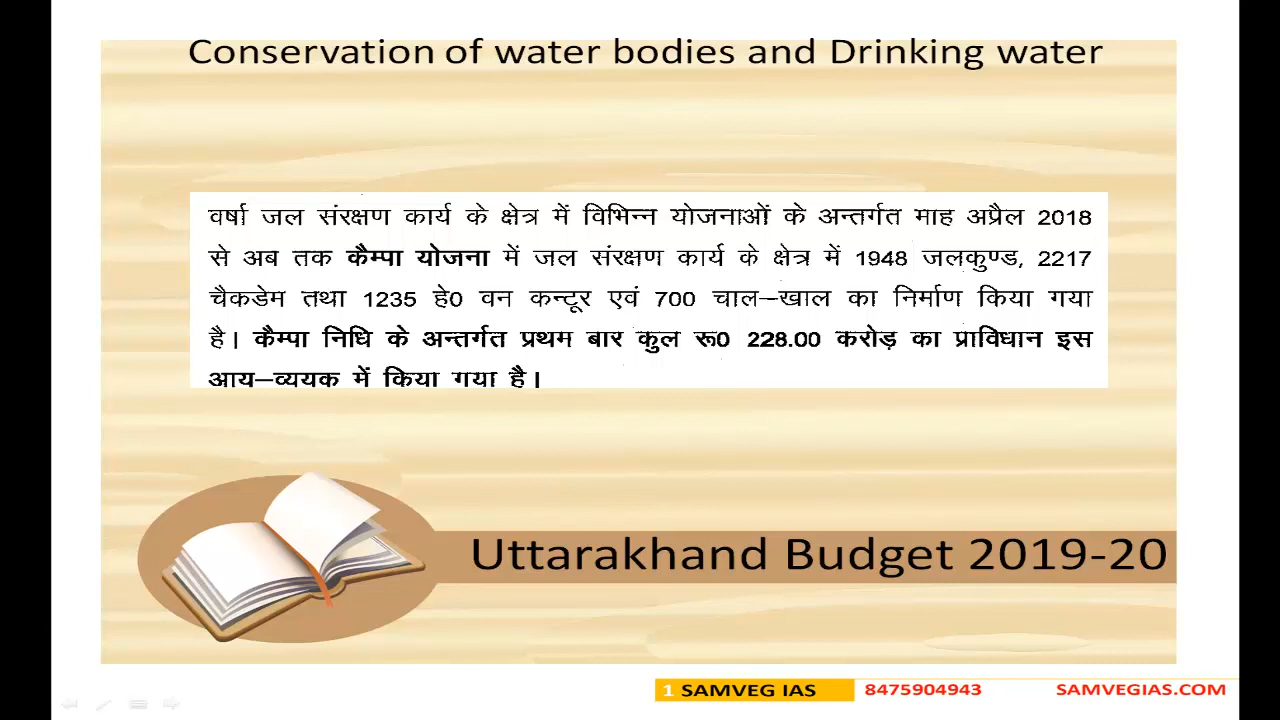 Conservation of water bodies and Drinking water
वर्षा जल संरक्षण कार्य के क्षेत्र में विभिन्न योजनाओं के अन्तर्गत माह अप्रैल 2018
से अब तक कैम्पा योजना में जल संरक्षण कार्य के क्षेत्र में 1948 जलकुण्ड, 2217
चैकडेम तथा 1235 हे0 वन कन्टूर एवं 700 चाल–खाल का निर्माण किया गया
है। कैम्पा निधि के अन्तर्गत प्रथम बार कुल रू0 228.00 करोड़ का प्राविधान इस
आय–व्ययक में किया गया है।
Uttarakhand Budget 2019-20
1 SAMVEG IAS 8475904943 SAMVEGIAS.COM